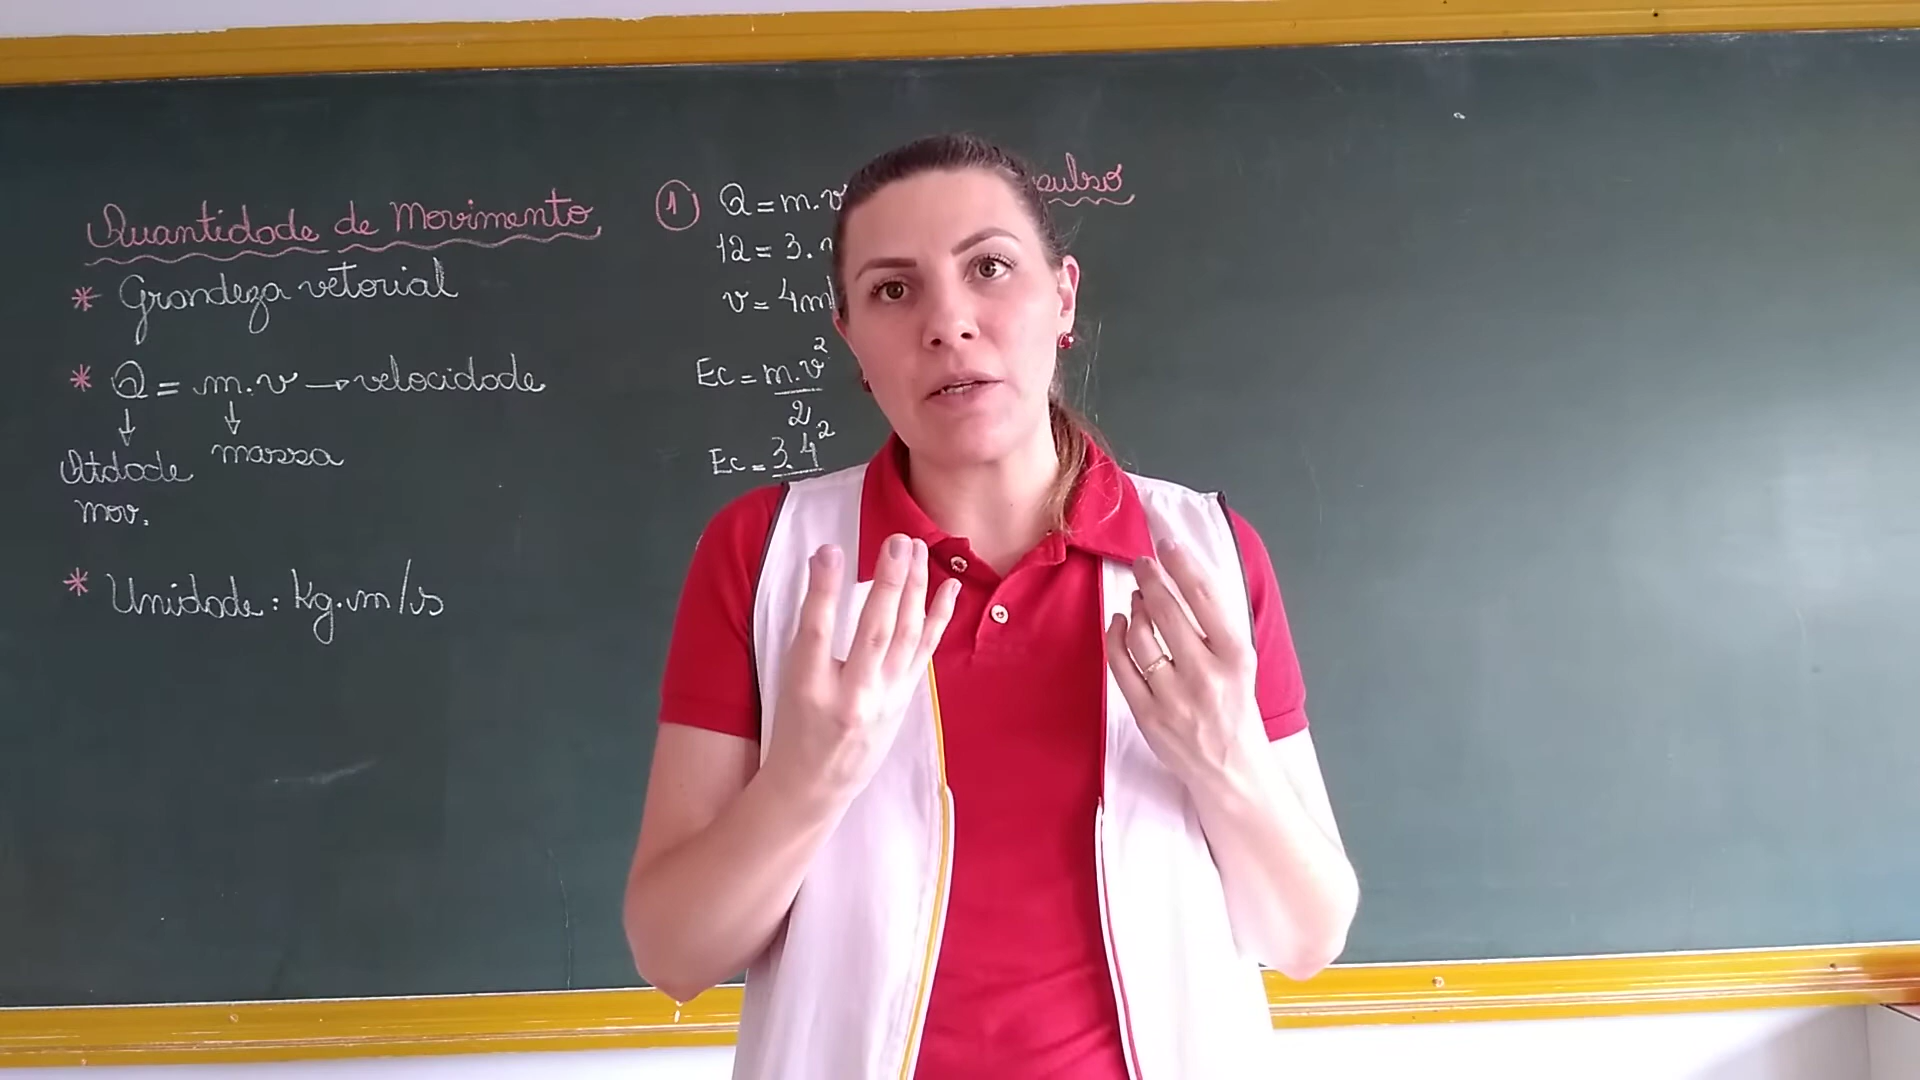 Quantidade de Movimento
* Grandeza vetorial
* Q = m.v → velocidade
↓ ↓
Qtdade massa
mov.
* Unidade: kg.m/s
1 Q = m.v
12 = 3.
v = 4m/
Ec = m.v²
2
Ec = 3.4²
pulso